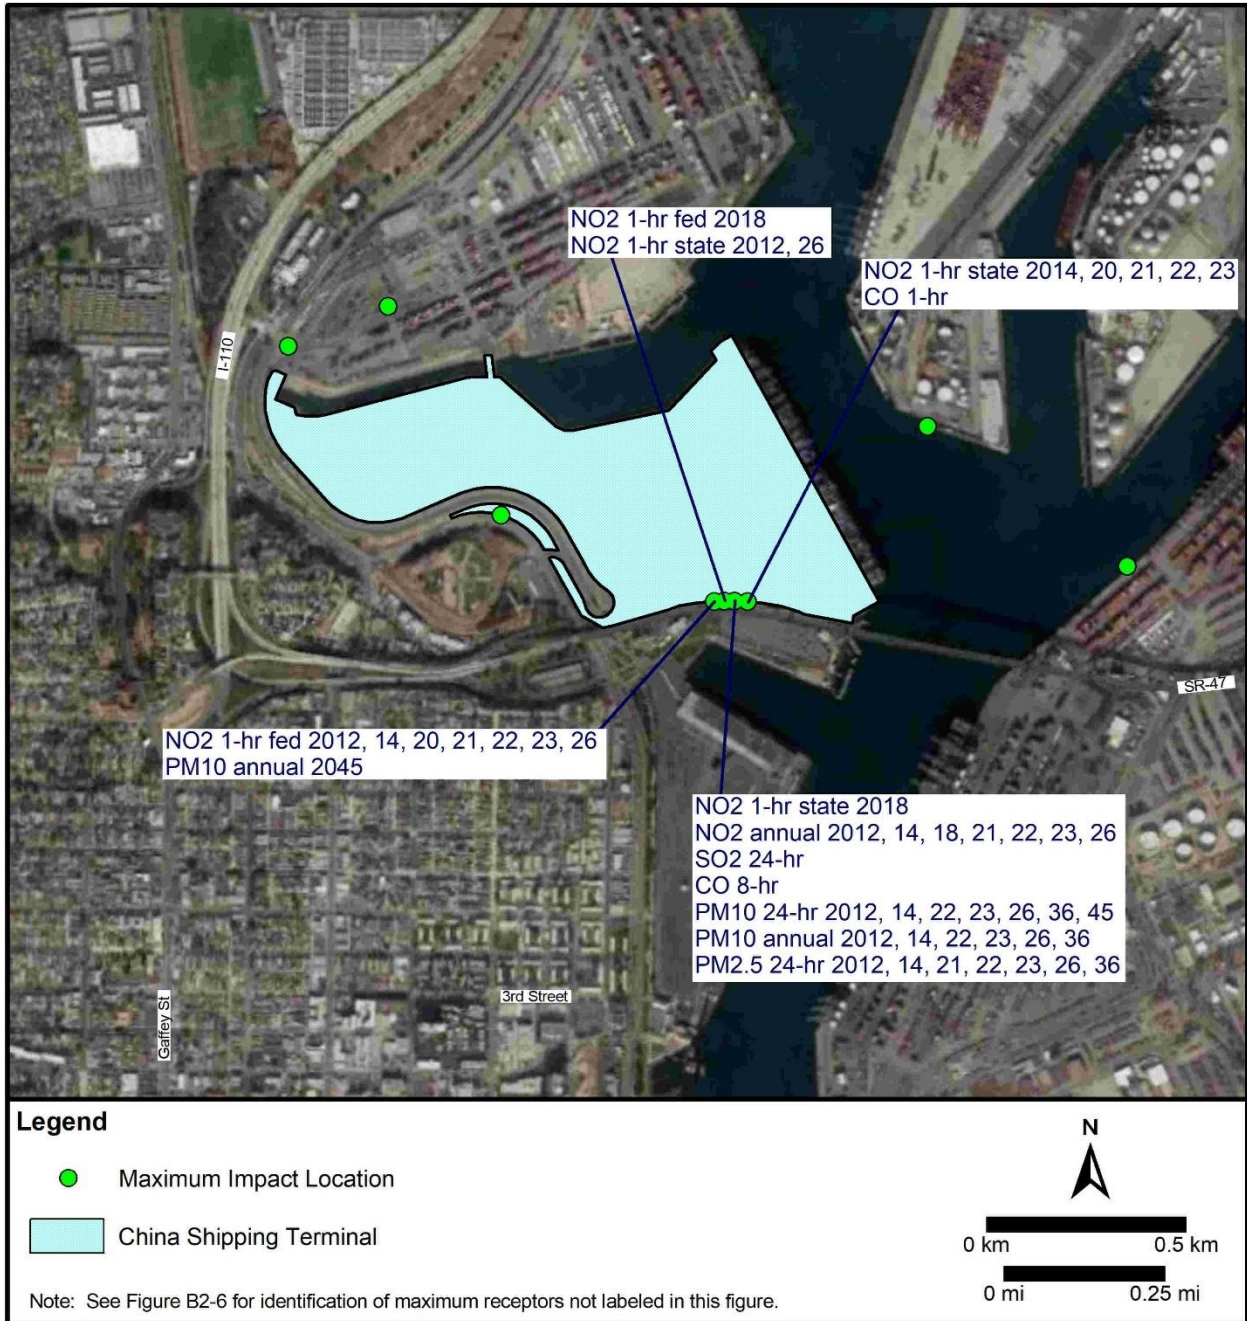 NO2 1-hr fed 2018
NO2 1-hr state 2012, 26
NO2 1-hr state 2014, 20, 21, 22, 23
CO 1-hr
I-110
SR-47
NO2 1-hr fed 2012, 14, 20, 21, 22, 23, 26
PM10 annual 2045
NO2 1-hr state 2018
NO2 annual 2012, 14, 18, 21, 22, 23, 26
SO2 24-hr
CO 8-hr
PM10 24-hr 2012, 14, 22, 23, 26, 36, 45
PM10 annual 2012, 14, 22, 23, 26, 36
PM2.5 24-hr 2012, 14, 21, 22, 23, 26, 36
3rd Street
Gaffey St
Legend
Maximum Impact Location
China Shipping Terminal
Note: See Figure B2-6 for identification of maximum receptors not labeled in this figure.
N
0 km 0.5 km
0 mi 0.25 mi